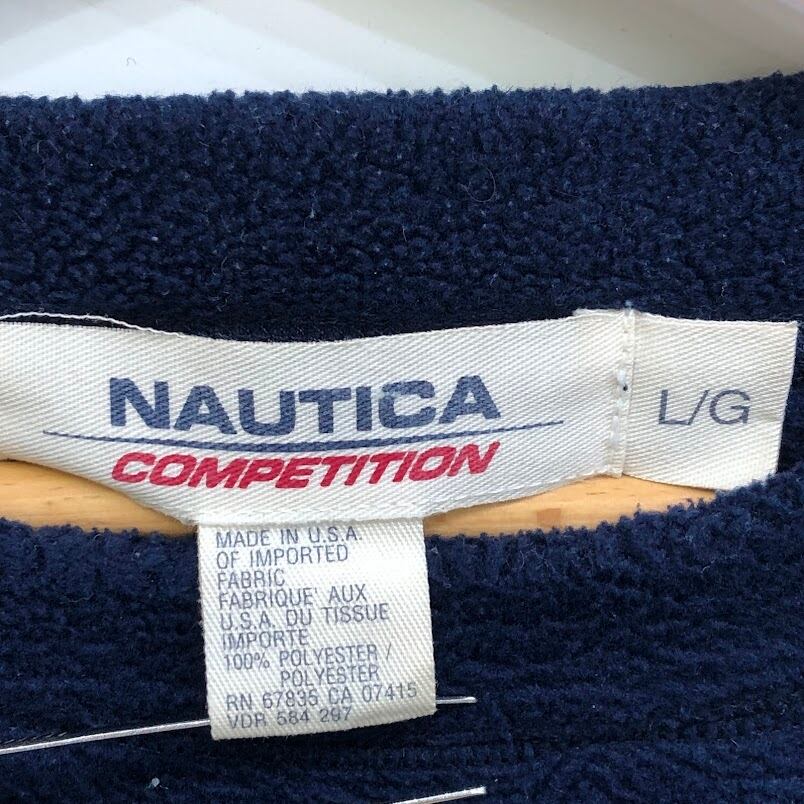 NAUTICA
COMPETITION
L/G
MADE IN U.S.A.
OF IMPORTED
FABRIC
FABRIQUE' AUX
U.S.A. DU TISSUE
IMPORTE
100% POLYESTER /
POLYESTER
RN 67835 CA 07415
VDR 584 297